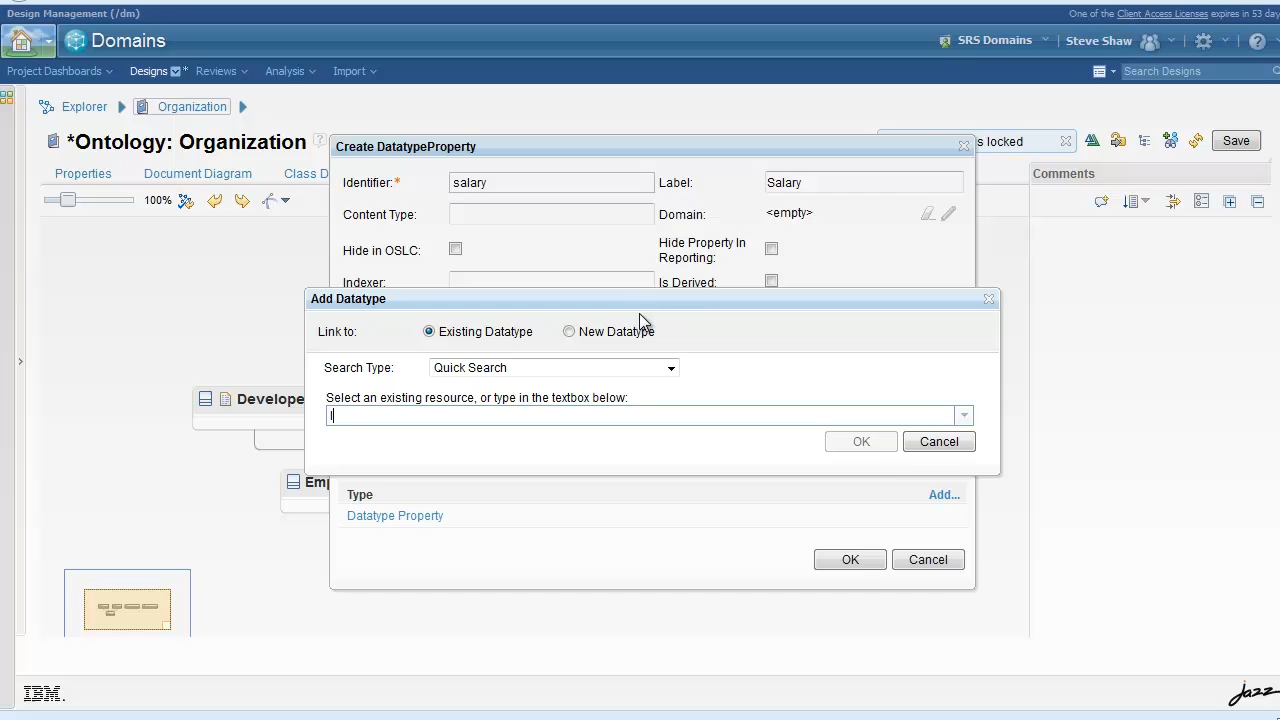 Design Management (/dm)
One of the Client Access Licenses expires in 53 day
Domains
SRS Domains
Steve Shaw
Project Dashboards
Designs *
Reviews
Analysis
Import
Search Designs
Explorer
Organization
*Ontology: Organization
s locked
Save
Properties
Document Diagram
Class D
Comments
100%
Create DatatypeProperty
Identifier:* salary
Label: Salary
Content Type:
Domain: <empty>
Hide in OSLC:
Hide Property In
Reporting:
Indexer:
Is Derived:
Add Datatype
Link to:
Existing Datatype
New Datatype
Search Type: Quick Search
Select an existing resource, or type in the textbox below:
I
OK
Cancel
Develope
Emp
Type
Add...
Datatype Property
OK
Cancel
IBM.
jazz